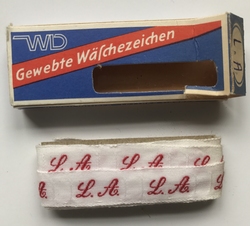 WD
Gewebte Wäſchezeichen
L-A
L. A. L. A.
L. A. L. A. L. A.